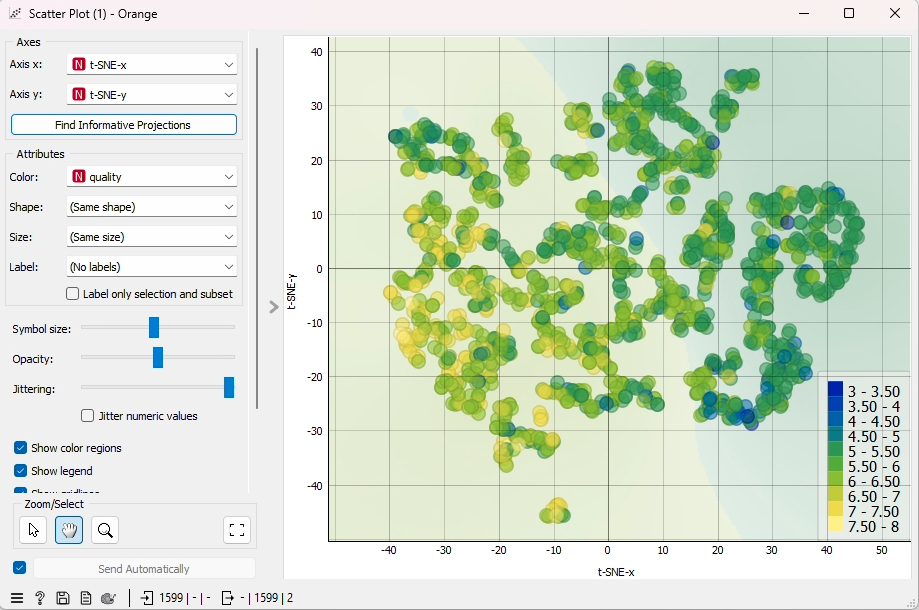 Scatter Plot (1) - Orange
Axes
Axis x: N t-SNE-x
Axis y: N t-SNE-y
Find Informative Projections
Attributes
Color: N quality
Shape: (Same shape)
Size: (Same size)
Label: (No labels)
Label only selection and subset
Symbol size:
Opacity:
Jittering:
Jitter numeric values
Show color regions
Show legend
Show gridlines
Zoom/Select
Send Automatically
1599 | - | - - | 1599 | 2
40
30
20
10
0
-10
-20
-30
-40
t-SNE-y
-40 -30 -20 -10 0 10 20 30 40 50
t-SNE-x
3 - 3.50
3.50 - 4
4 - 4.50
4.50 - 5
5 - 5.50
5.50 - 6
6 - 6.50
6.50 - 7
7 - 7.50
7.50 - 8